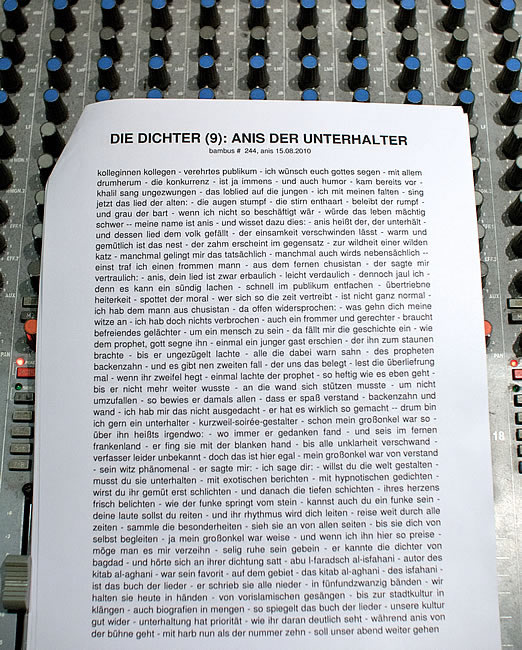 DIE DICHTER (9): ANIS DER UNTERHALTER
bambus # 244, anis 15.08.2010
kolleginnen kollegen - verehrtes publikum - ich wünsch euch gottes segen - mit allem
drumherum - die konkurrenz - ist ja immens - und auch humor - kam bereits vor -
khalil sang ungezwungen - das loblied auf die jungen - ich mit meinen falten - sing
jetzt das lied der alten: - die augen stumpf - die stirn enthaart - beleibt der rumpf -
und grau der bart - wenn ich nicht so beschäftigt wär - würde das leben mächtig
schwer -- meine name ist anis - und wisset dazu dies: - anis heißt der, der unterhält -
und dessen lied dem volk gefällt - der einsamkeit verschwinden lässt - warm und
gemütlich ist das nest - der zahm erscheint im gegensatz - zur wildheit einer wilden
katz - manchmal gelingt mir das tatsächlich - manchmal auch wirds nebensächlich --
einst traf ich einen frommen mann - aus dem fernen chusistan - der sagte mir
vertraulich: - anis, dein lied ist zwar erbaulich - leicht verdaulich - dennoch jaul ich -
denn es kann ein sündig lachen - schnell im publikum entfachen - übertriebne
heiterkeit - spottet der moral - wer sich so die zeit vertreibt - ist nicht ganz normal -
ich hab dem mann aus chusistan - da offen widersprochen: - was gehn dich meine
witze an - ich hab doch nichts verbrochen - auch ein frommer und gerechter - braucht
befreiendes gelächter - um ein mensch zu sein - da fällt mir die geschichte ein - wie
dem prophet, gott segne ihn - einmal ein junger gast erschien - der ihn zum staunen
brachte - bis er ungezügelt lachte - alle die dabei warn sahn - des propheten
backenzahn - und es gibt nen zweiten fall - der uns das belegt - lest die überlieferung
mal - wenn ihr zweifel hegt - einmal lachte der prophet - so heftig wie es eben geht -
bis er nicht mehr weiter wusste - an die wand sich stützen musste - um nicht
umzufallen - so bewies er damals allen - dass er spaß verstand - backenzahn und
wand - ich hab mir das nicht ausgedacht - er hat es wirklich so gemacht -- drum bin
ich gern ein unterhalter - kurzweil-soirée-gestalter - schon mein großonkel war so -
über ihn heißts irgendwo: - wo immer er gedanken fand - und seis im fernen
frankenland - er fing sie mit der blanken hand - bis alle unklarheit verschwand -
verfasser leider unbekannt - doch das ist hier egal - mein großonkel war von verstand
- sein witz phänomenal - er sagte mir: - ich sage dir: - willst du die welt gestalten -
musst du sie unterhalten - mit exotischen berichten - mit hypnotischen gedichten -
wirst du ihr gemüt erst schlichten - und danach die tiefen schichten - ihres herzens
frisch belichten - wie der funke springt vom stein - kannst auch du ein funke sein -
deine laute sollst du reiten - und ihr rhythmus wird dich leiten - reise weit durch alle
zeiten - sammle die besonderheiten - sieh sie an von allen seiten - bis sie dich von
selbst begleiten - ja mein großonkel war weise - und wenn ich ihn hier so preise -
möge man es mir verzeihn - selig ruhe sein gebein - er kannte die dichter von
bagdad - und hörte sich an ihrer dichtung satt - abu l-faradsch al-isfahani - autor des
kitab al-aghani - war sein favorit - auf dem gebiet - das kitab al-aghani - des isfahani -
ist das buch der lieder - er schrieb sie alle nieder - in fünfundzwanzig bänden - wir
halten sie heute in händen - von vorislamischen gesängen - bis zur stadtkultur in
klängen - auch biografien in mengen - so spiegelt das buch der lieder - unsere kultur
gut wider - unterhaltung hat priorität - wie ihr daran deutlich seht - während anis von
der bühne geht - mit harb nun als der nummer zehn - soll unser abend weiter gehen